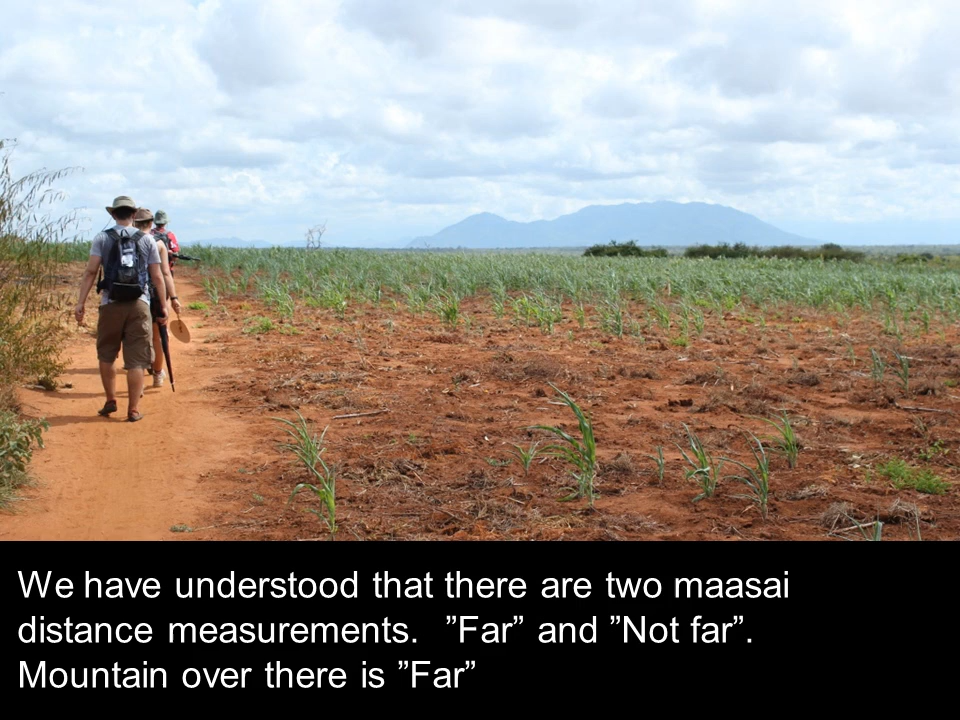 We have understood that there are two maasai
distance measurements.  ”Far” and ”Not far”.
Mountain over there is ”Far”